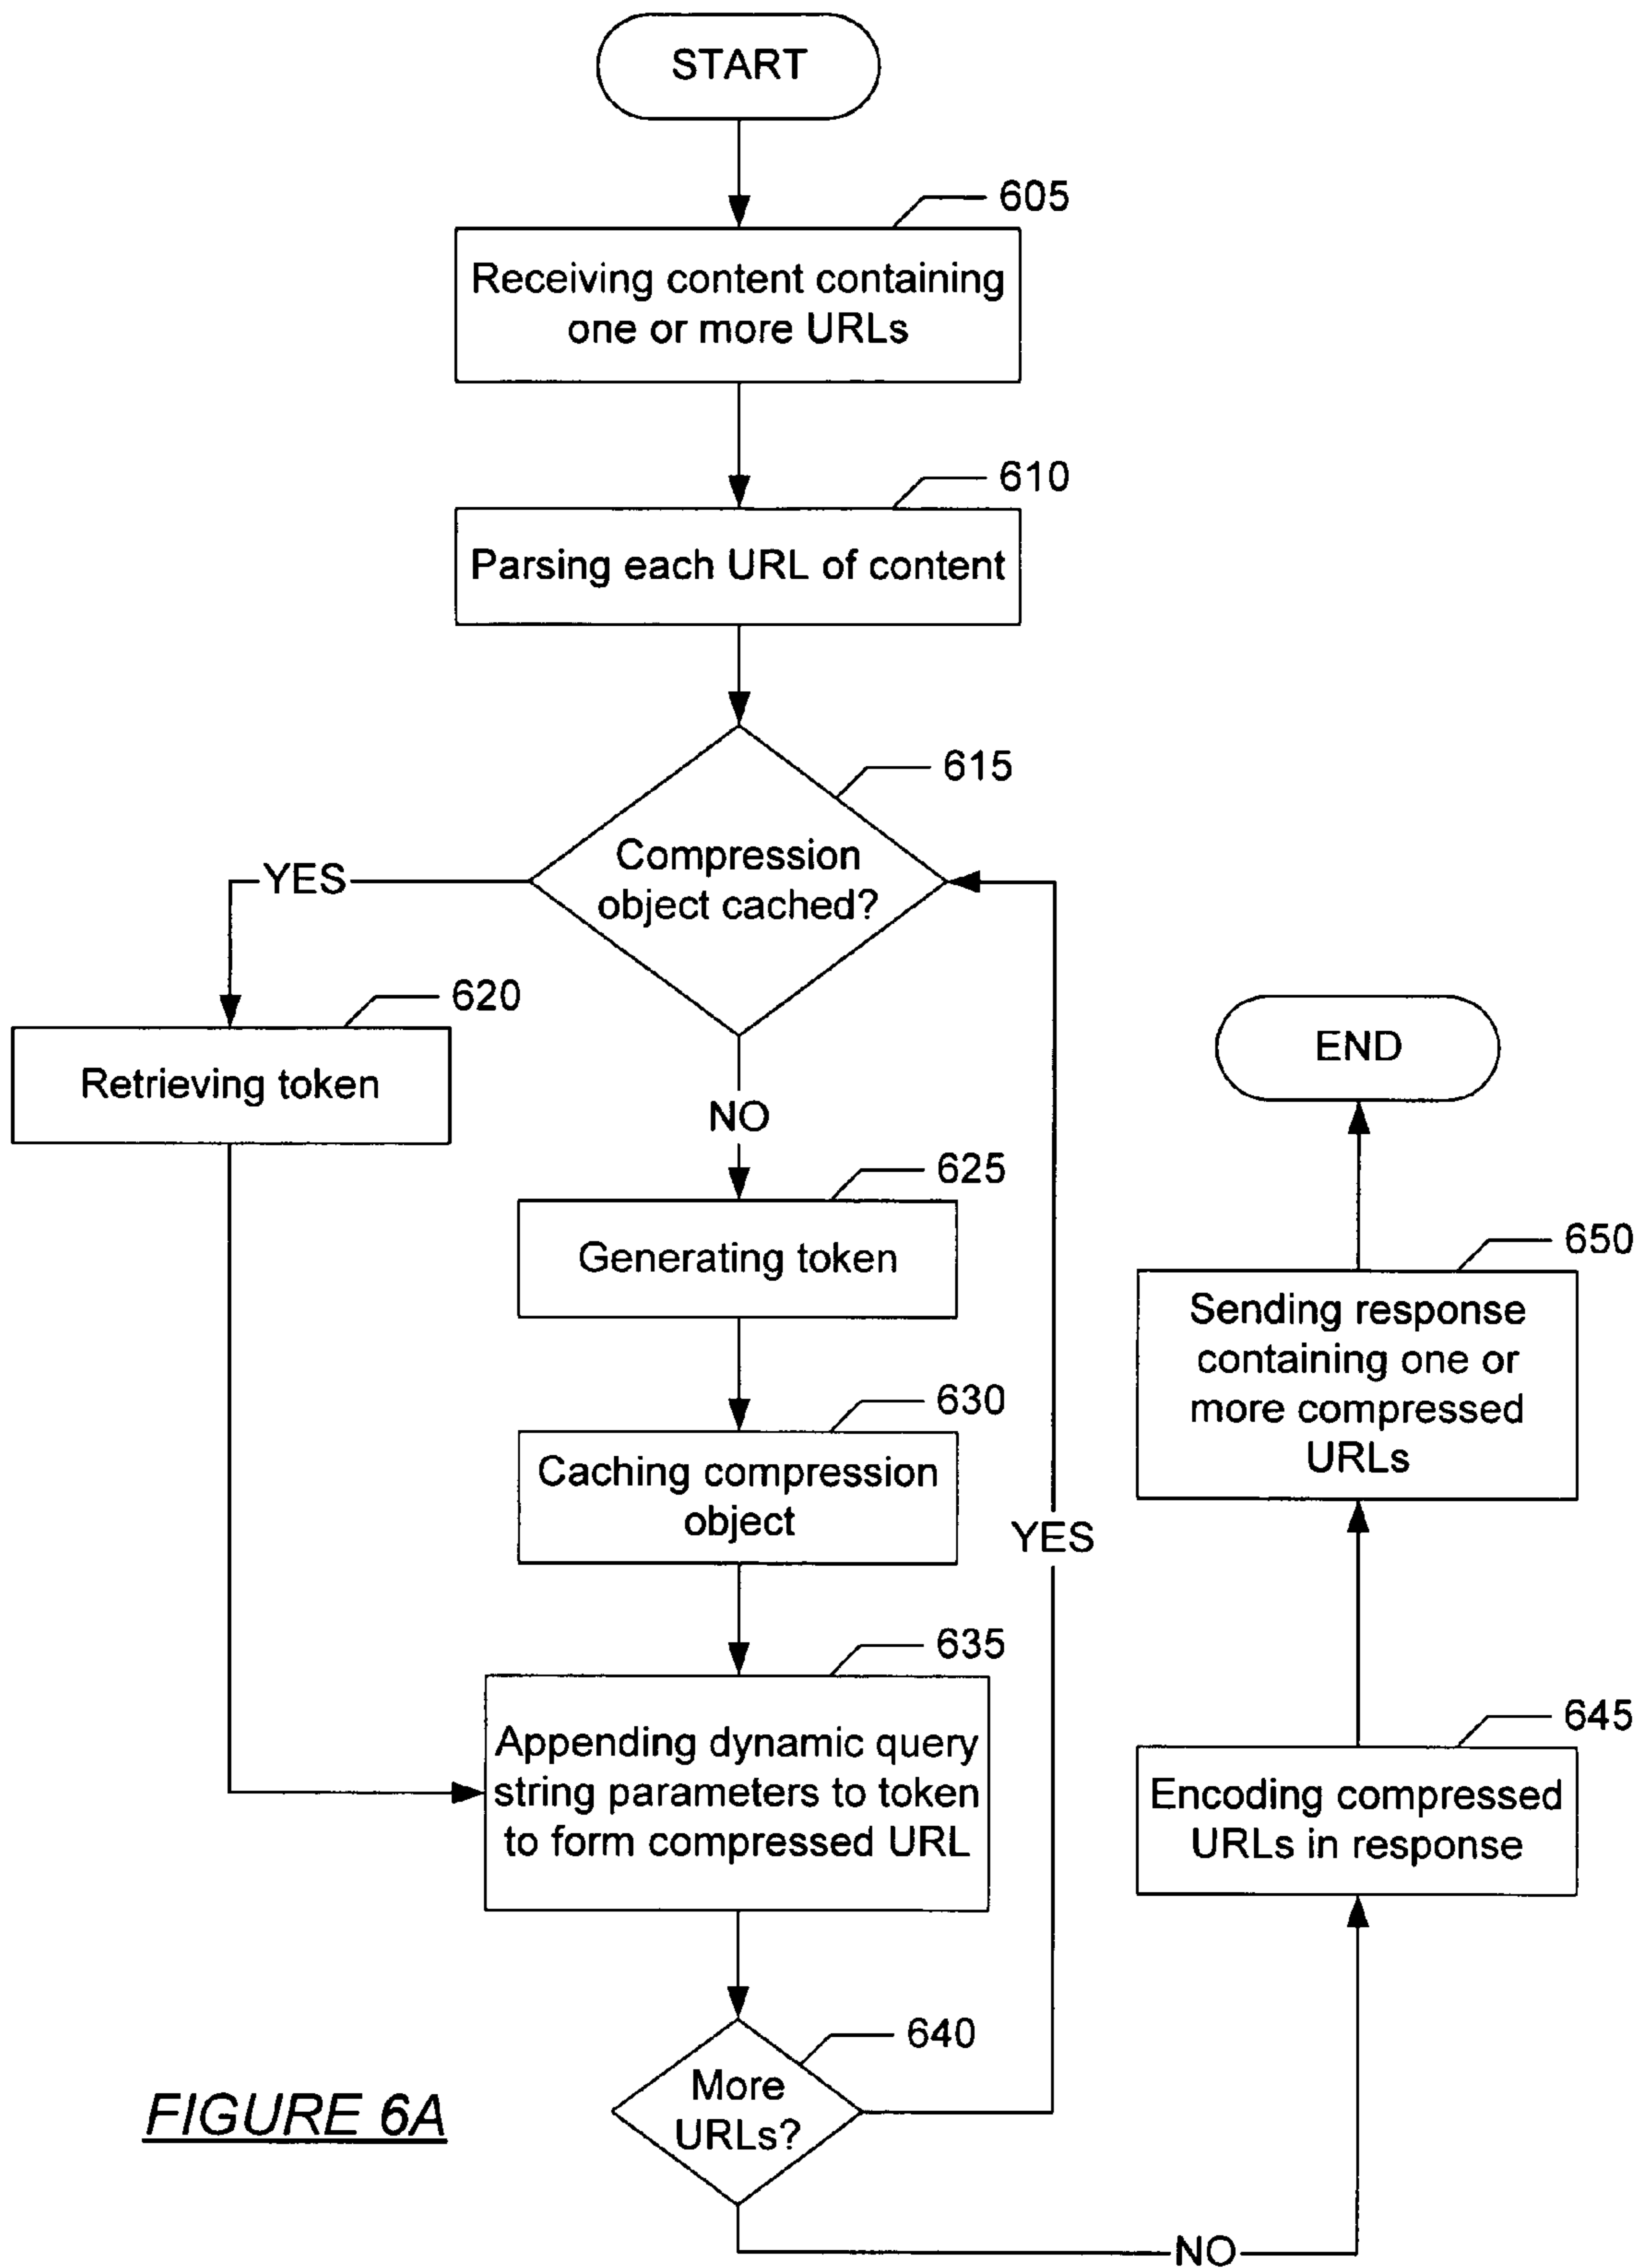 START
605
Receiving content containing
one or more URLs
610
Parsing each URL of content
615
Compression
object cached?
YES
620
Retrieving token
NO
625
Generating token
630
Caching compression
object
YES
635
Appending dynamic query
string parameters to token
to form compressed URL
640
More
URLs?
NO
645
Encoding compressed
URLs in response
650
Sending response
containing one or
more compressed
URLs
END
FIGURE 6A